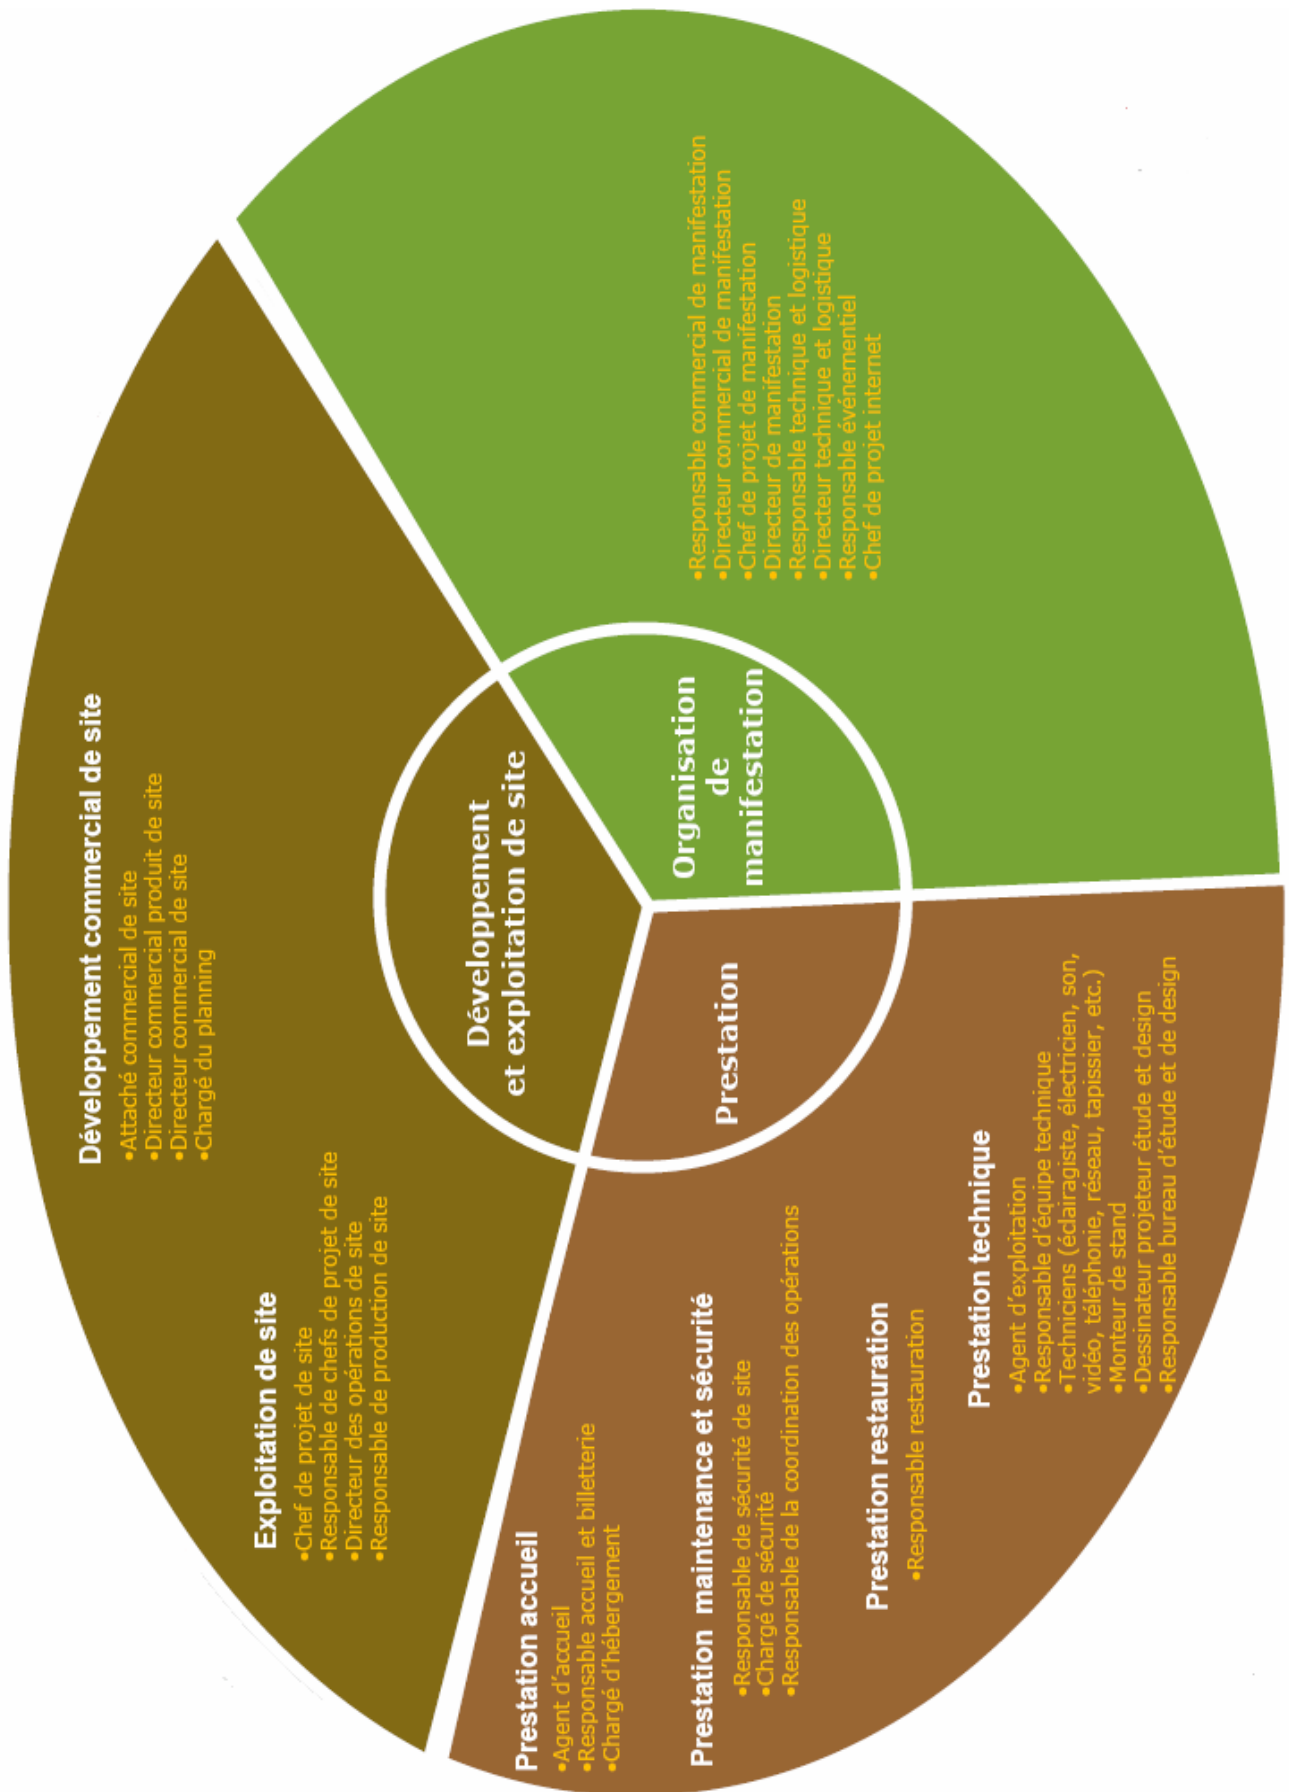 Développement commercial de site
•Attaché commercial de site
•Directeur commercial produit de site
•Directeur commercial de site
•Chargé du planning
Exploitation de site
•Chef de projet de site
•Responsable de chefs de projet de site
•Directeur des opérations de site
•Responsable de production de site
Développement
et exploitation de site
Organisation
de
manifestation
•Responsable commercial de manifestation
•Directeur commercial de manifestation
•Chef de projet de manifestation
•Directeur de manifestation
•Responsable technique et logistique
•Directeur technique et logistique
•Responsable événementiel
•Chef de projet internet
Prestation
Prestation accueil
•Agent d'accueil
•Responsable accueil et billetterie
•Chargé d'hébergement
Prestation maintenance et sécurité
•Responsable de sécurité de site
•Chargé de sécurité
•Responsable de la coordination des opérations
Prestation restauration
•Responsable restauration
Prestation technique
•Agent d'exploitation
•Responsable d'équipe technique
•Techniciens (éclairagiste, électricien, son,
vidéo, téléphonie, réseau, tapissier, etc.)
•Monteur de stand
•Dessinateur projeteur étude et design
•Responsable bureau d'étude et de design